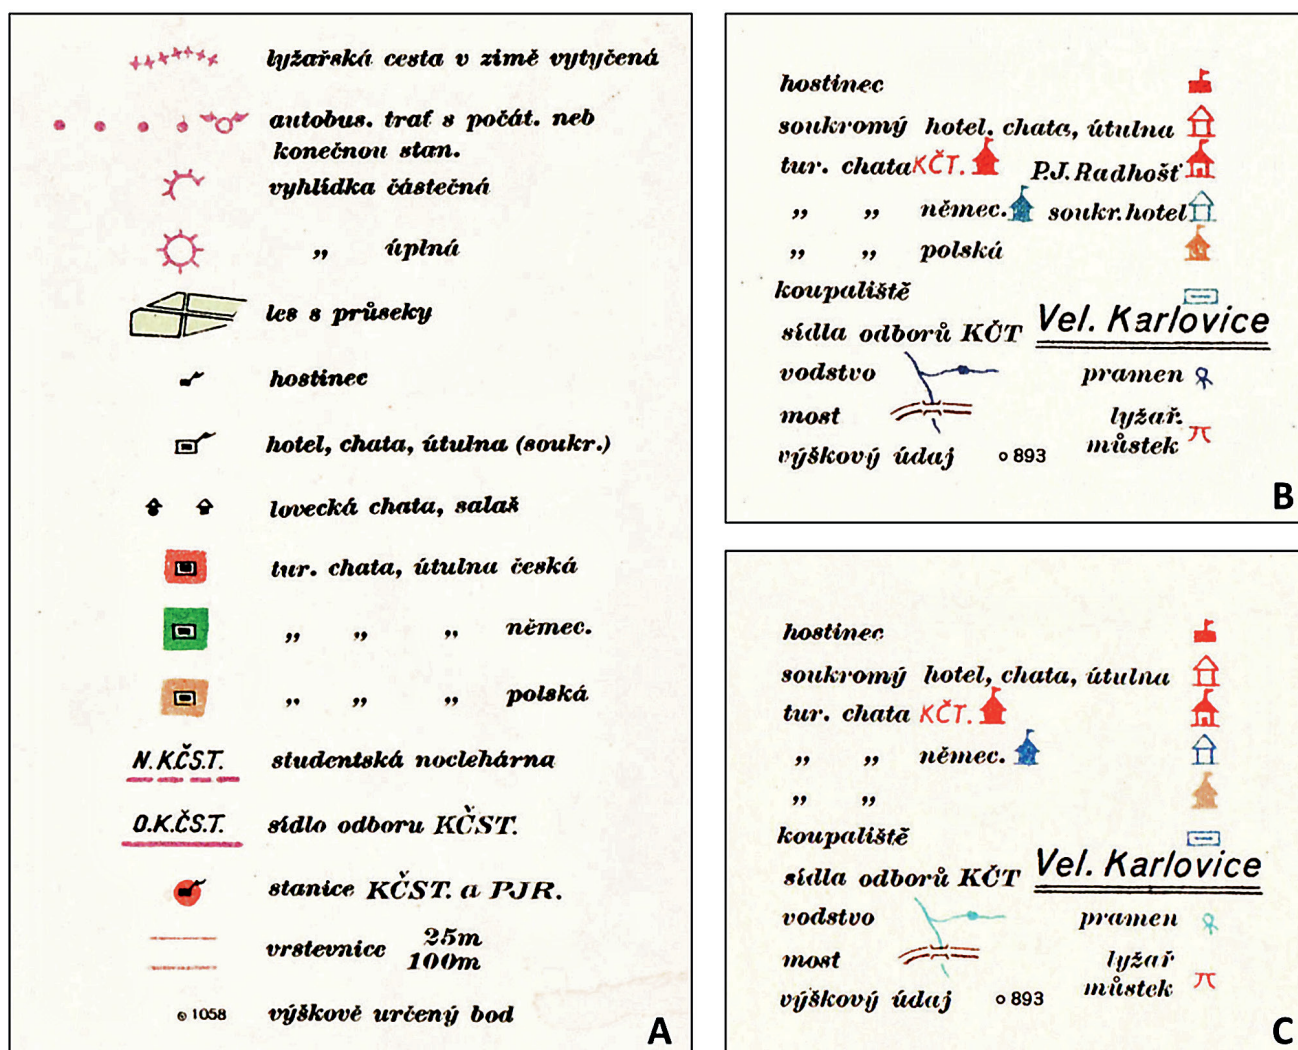 lyžařská cesta v zimě vytyčená
autobus. trať s počát. neb
konečnou stan.
vyhlídka částečná
„ úplná
les s průseky
hostinec
hotel, chata, útulna (soukr.)
lovecká chata, salaš
tur. chata, útulna česká
„ „ „ němec.
„ „ „ polská
N.K.Č.S.T. studentská noclehárna
O.K.Č.S.T. sídlo odboru KČST.
stanice KČST. a PJR.
vrstevnice 25m
100m
1058 výškově určený bod
A
hostinec
soukromý hotel. chata, útulna
tur. chata KČT. P.J.Radhošť
„ „ němec. soukr.hotel
„ „ polská
koupaliště
sídla odborů KČT Vel. Karlovice
vodstvo pramen
most lyžař.
můstek
výškový údaj 893
B
hostinec
soukromý hotel, chata, útulna
tur. chata KČT.
„ „ němec.
„ „
koupaliště
sídla odborů KČT Vel. Karlovice
vodstvo pramen
most lyžař
můstek
výškový údaj 893
C